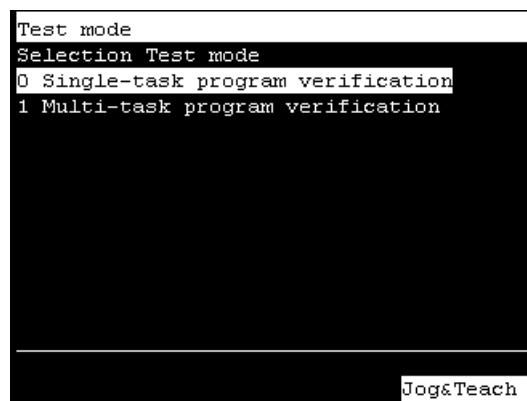 Test mode
Selection Test mode
0 Single-task program verification
1 Multi-task program verification
Jog&Teach